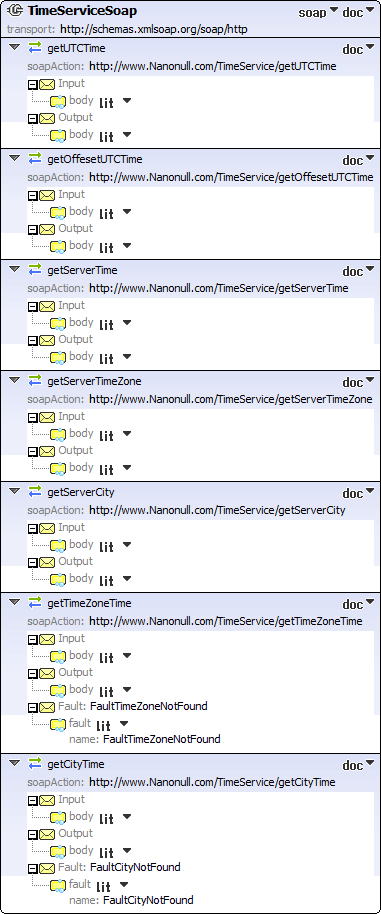 TimeServiceSoap soap doc
transport: http://schemas.xmlsoap.org/soap/http
getUTCTime doc
soapAction: http://www.Nanonull.com/TimeService/getUTCTime
Input
body lit
Output
body lit
getOffesetUTCTime doc
soapAction: http://www.Nanonull.com/TimeService/getOffesetUTCTime
Input
body lit
Output
body lit
getServerTime doc
soapAction: http://www.Nanonull.com/TimeService/getServerTime
Input
body lit
Output
body lit
getServerTimeZone doc
soapAction: http://www.Nanonull.com/TimeService/getServerTimeZone
Input
body lit
Output
body lit
getServerCity doc
soapAction: http://www.Nanonull.com/TimeService/getServerCity
Input
body lit
Output
body lit
getTimeZoneTime doc
soapAction: http://www.Nanonull.com/TimeService/getTimeZoneTime
Input
body lit
Output
body lit
Fault: FaultTimeZoneNotFound
fault lit
name: FaultTimeZoneNotFound
getCityTime doc
soapAction: http://www.Nanonull.com/TimeService/getCityTime
Input
body lit
Output
body lit
Fault: FaultCityNotFound
fault lit
name: FaultCityNotFound